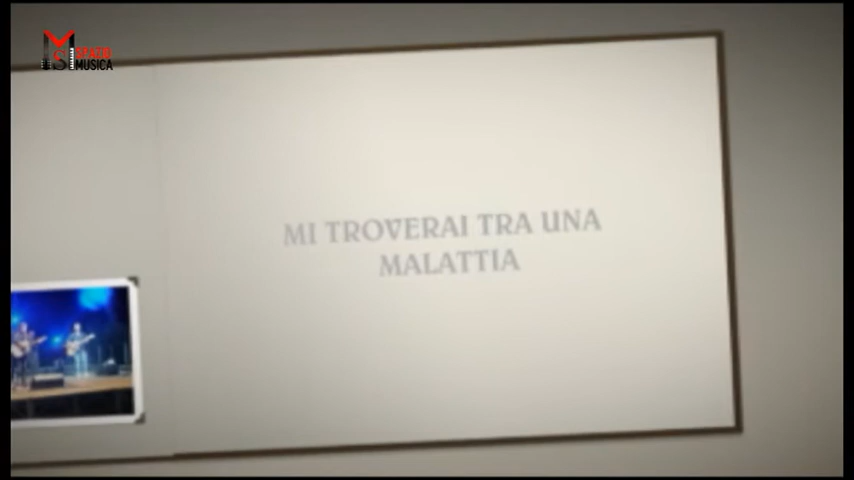 SPAZIO
MUSICA
MI TROVERAI TRA UNA
MALATTIA